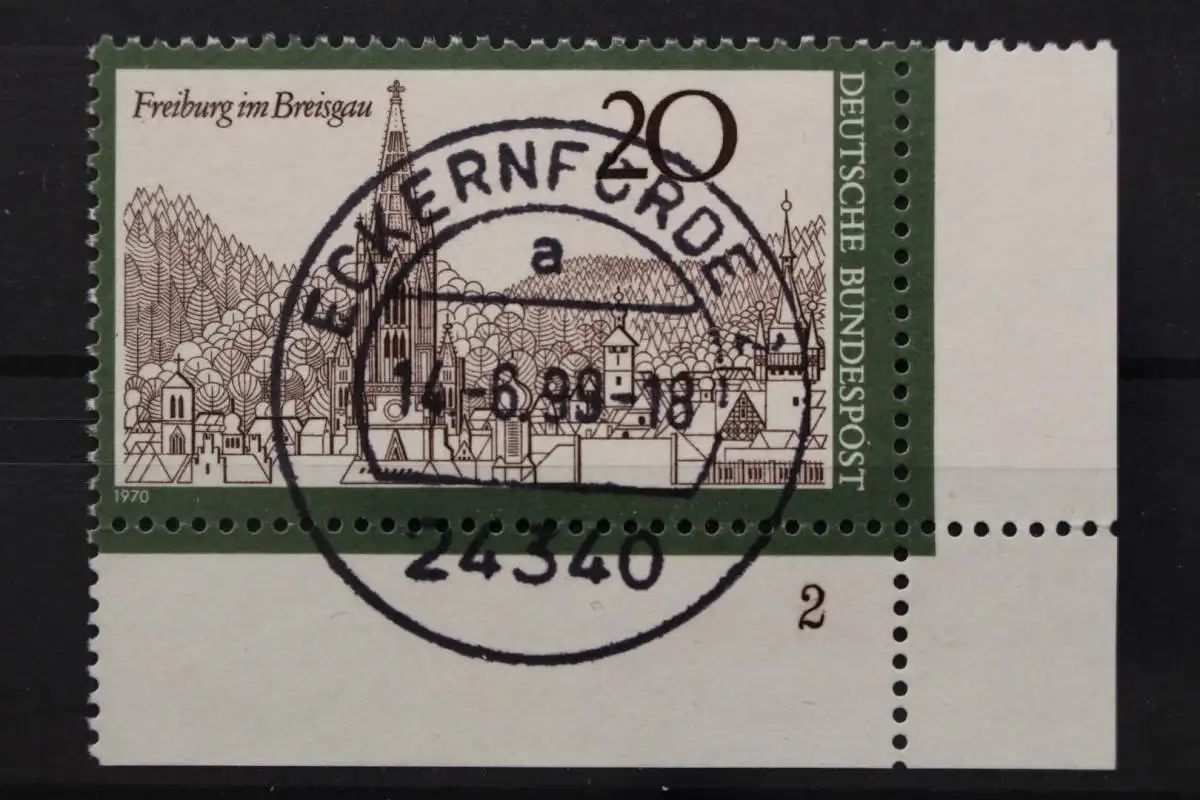 Freiburg im Breisgau
20
DEUTSCHE BUNDESPOST
ECKERNFÖRDE
a
14.-6.99-18
24340
1970
2